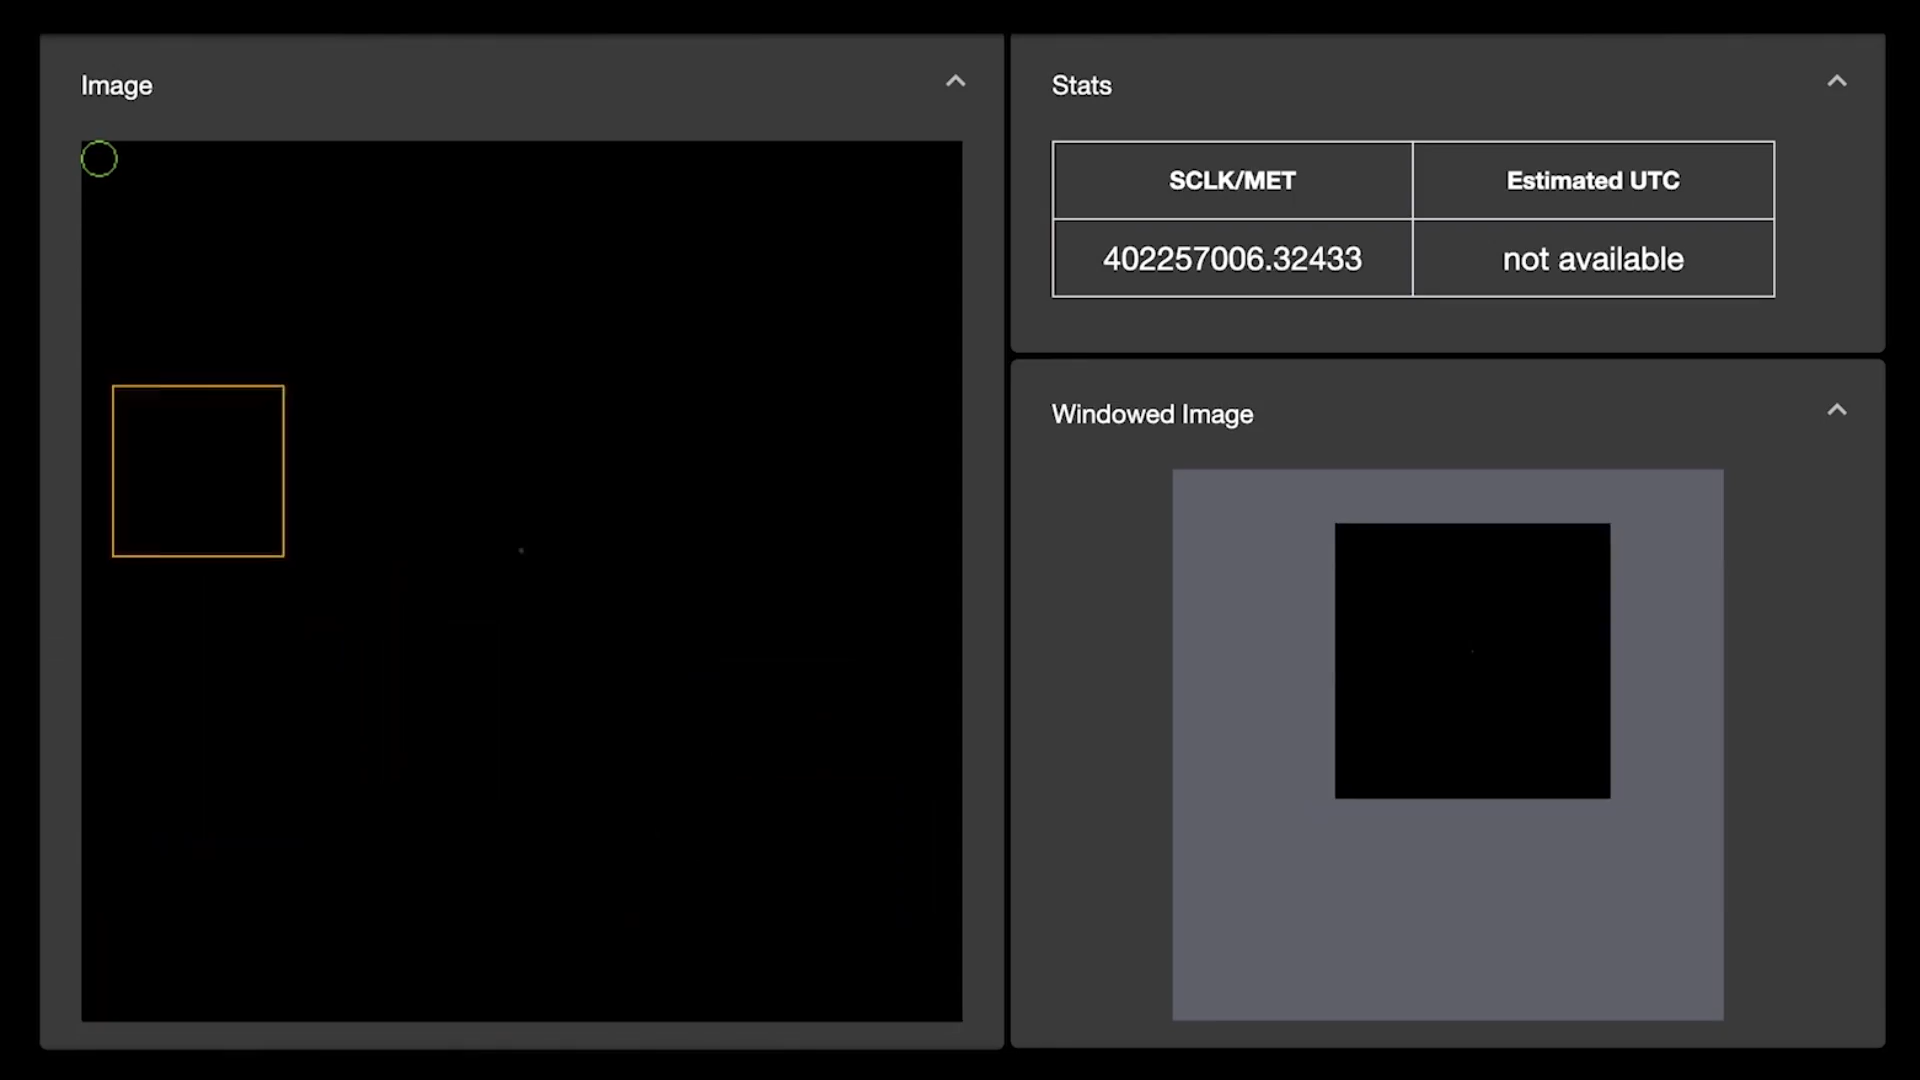 Image
Stats
SCLK/MET
Estimated UTC
402257006.32433
not available
Windowed Image